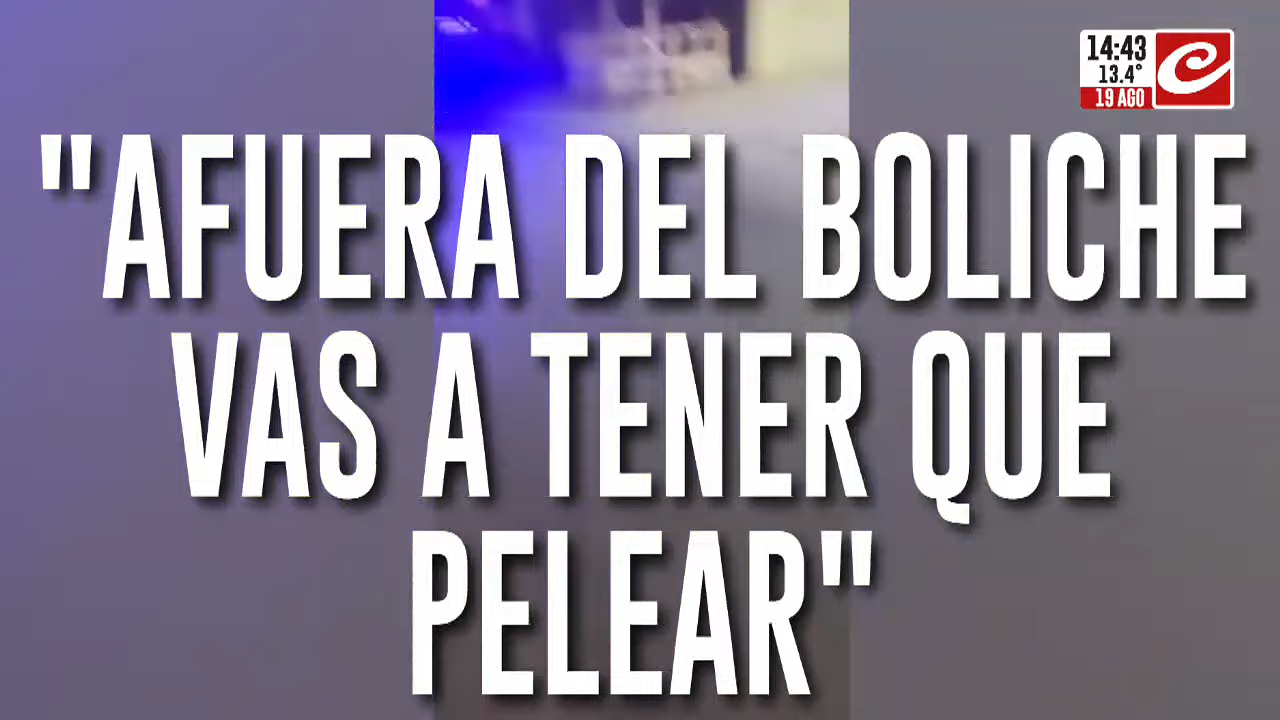 14:43
13.4°
19 AGO
"AFUERA DEL BOLICHE
VAS A TENER QUE
PELEAR"